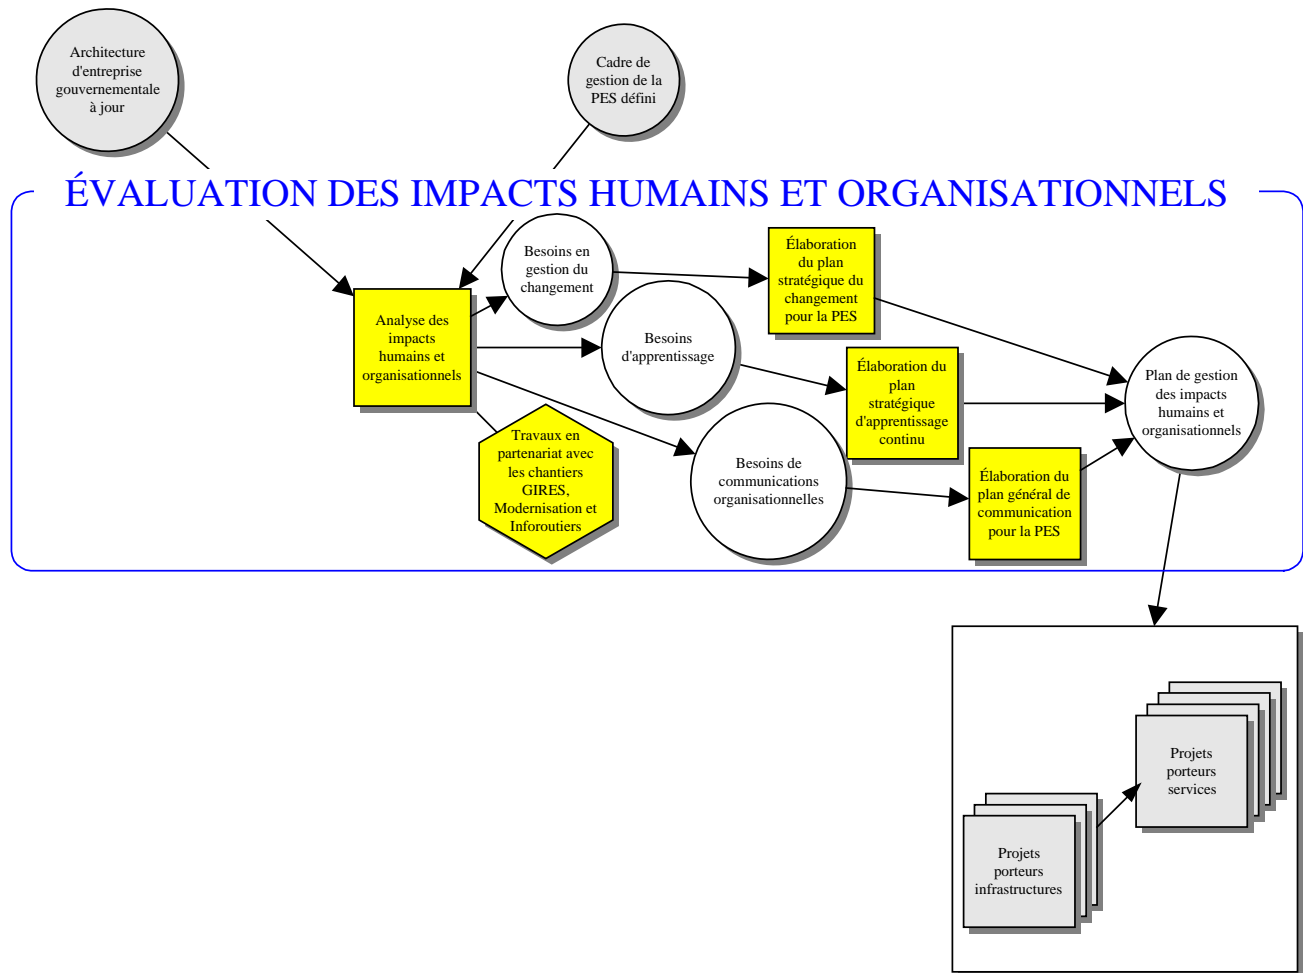 Architecture
d'entreprise
gouvernementale
à jour
Cadre de
gestion de la
PES défini
ÉVALUATION DES IMPACTS HUMAINS ET ORGANISATIONNELS
Analyse des
impacts
humains et
organisationnels
Besoins en
gestion du
changement
Élaboration
du plan
stratégique du
changement
pour la PES
Besoins
d'apprentissage
Élaboration du
plan
stratégique
d'apprentissage
continu
Plan de gestion
des impacts
humains et
organisationnels
Travaux en
partenariat avec
les chantiers
GIRES,
Modernisation et
Inforoutiers
Besoins de
communications
organisationnelles
Élaboration du
plan général de
communication
pour la PES
Projets
porteurs
services
Projets
porteurs
infrastructures